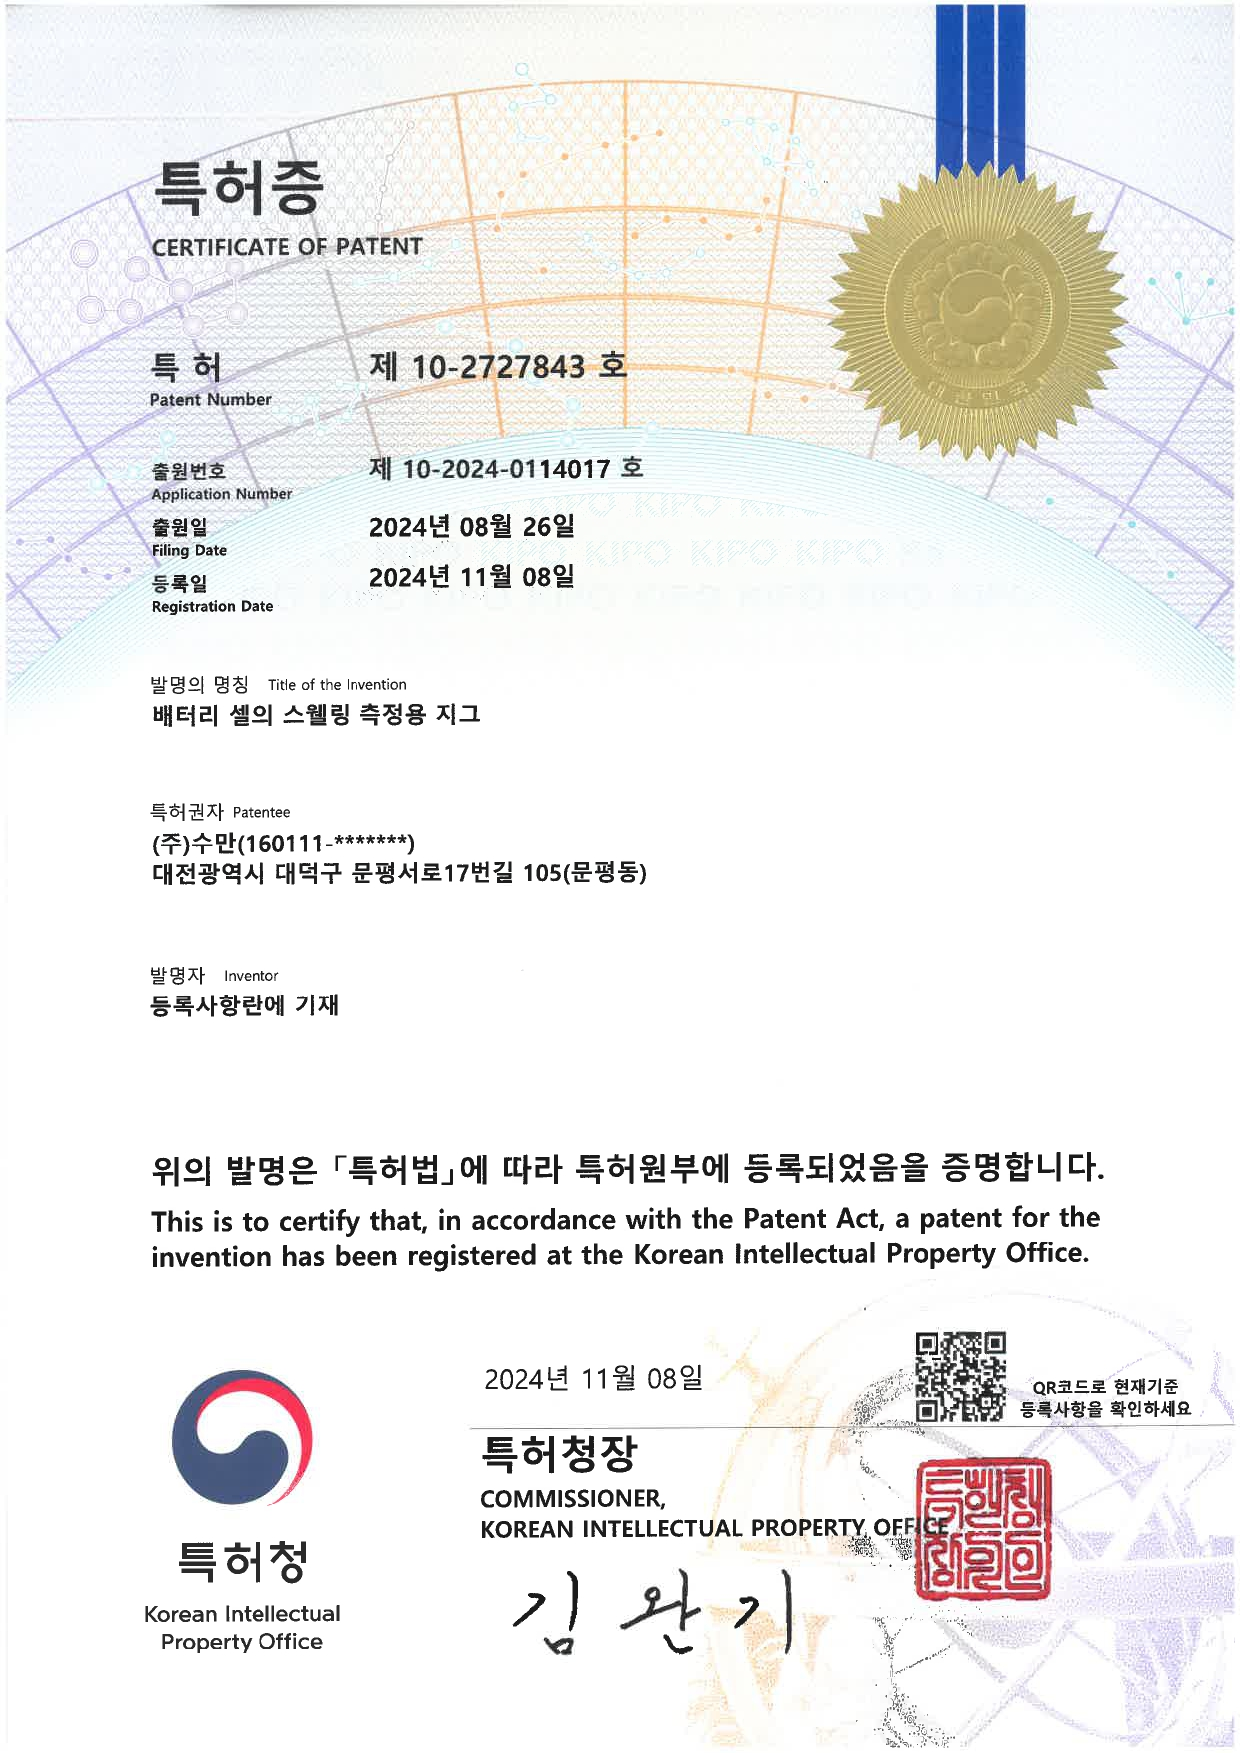 특허증
CERTIFICATE OF PATENT
특 허
Patent Number
제 10-2727843 호
출원번호
Application Number
제 10-2024-0114017 호
출원일
Filing Date
2024년 08월 26일
등록일
Registration Date
2024년 11월 08일
발명의 명칭 Title of the Invention
배터리 셀의 스웰링 측정용 지그
특허권자 Patentee
(주)수만(160111-*******)
대전광역시 대덕구 문평서로17번길 105(문평동)
발명자 Inventor
등록사항란에 기재
위의 발명은 「특허법」에 따라 특허원부에 등록되었음을 증명합니다.
This is to certify that, in accordance with the Patent Act, a patent for the
invention has been registered at the Korean Intellectual Property Office.
2024년 11월 08일
QR코드로 현재기준
등록사항을 확인하세요
특허청장
COMMISSIONER,
KOREAN INTELLECTUAL PROPERTY OFFICE
김완기
특허청
Korean Intellectual
Property Office
대한민국
KIPO KIPO KIPO KIPO